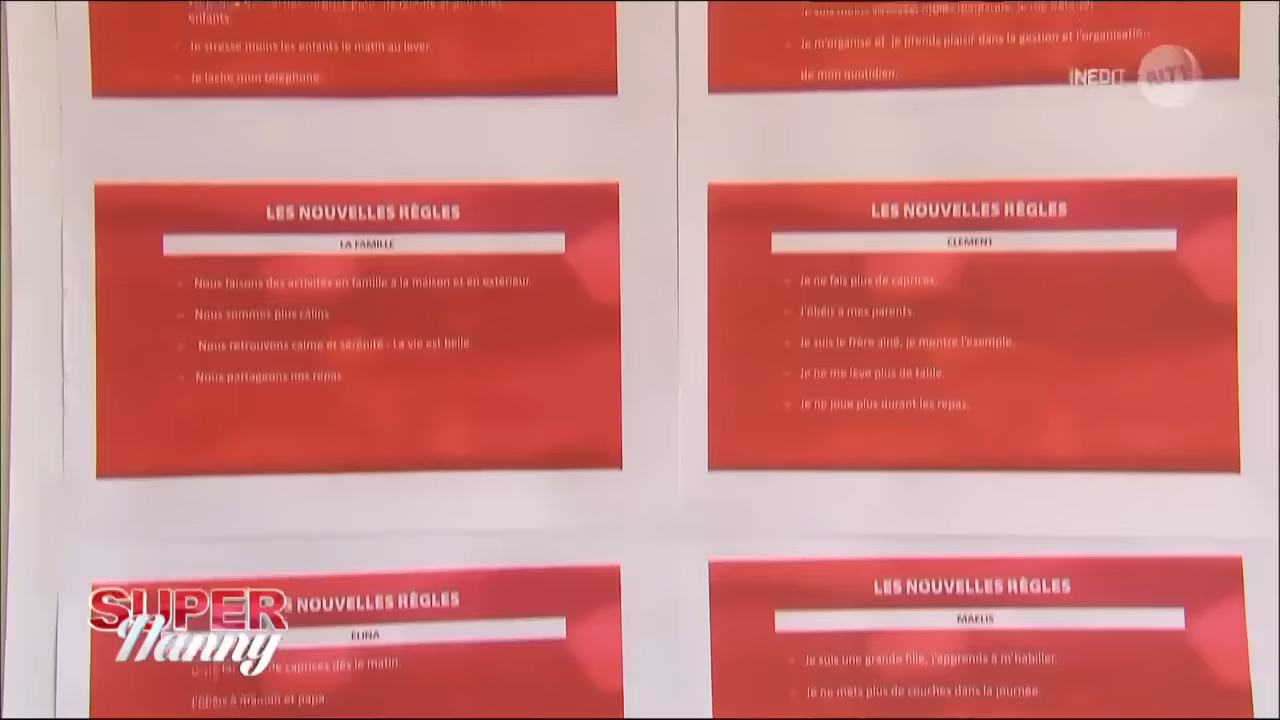 enfants.
- Je stresse moins les enfants le matin au lever.
- Je lache mon téléphone.
- Je m'organise et je prends plaisir dans la gestion et
de mon quotidien.
INEDIT
LES NOUVELLES RÈGLES
LA FAMILLE
- Nous faisons des activités en famille à la maison et en extérieur.
- Nous sommes plus câlins
- Nous retrouvons calme et sérénité : La vie est belle
- Nous partageons nos repas
LES NOUVELLES RÈGLES
CLEMENT
- Je ne fais plus de caprices.
- J'obéis à mes parents.
- Je suis le frère ainé, je montre l'exemple.
- Je ne me lève plus de table.
- Je ne joue plus durant les repas.
NOUVELLES RÈGLES
ELINA
caprices dès le matin.
J'obéis à maman et papa.
LES NOUVELLES RÈGLES
MAELIS
- Je suis une grande fille, j'apprends à m'habiller.
- Je ne mets plus de couches dans la journée
SUPER
Nanny